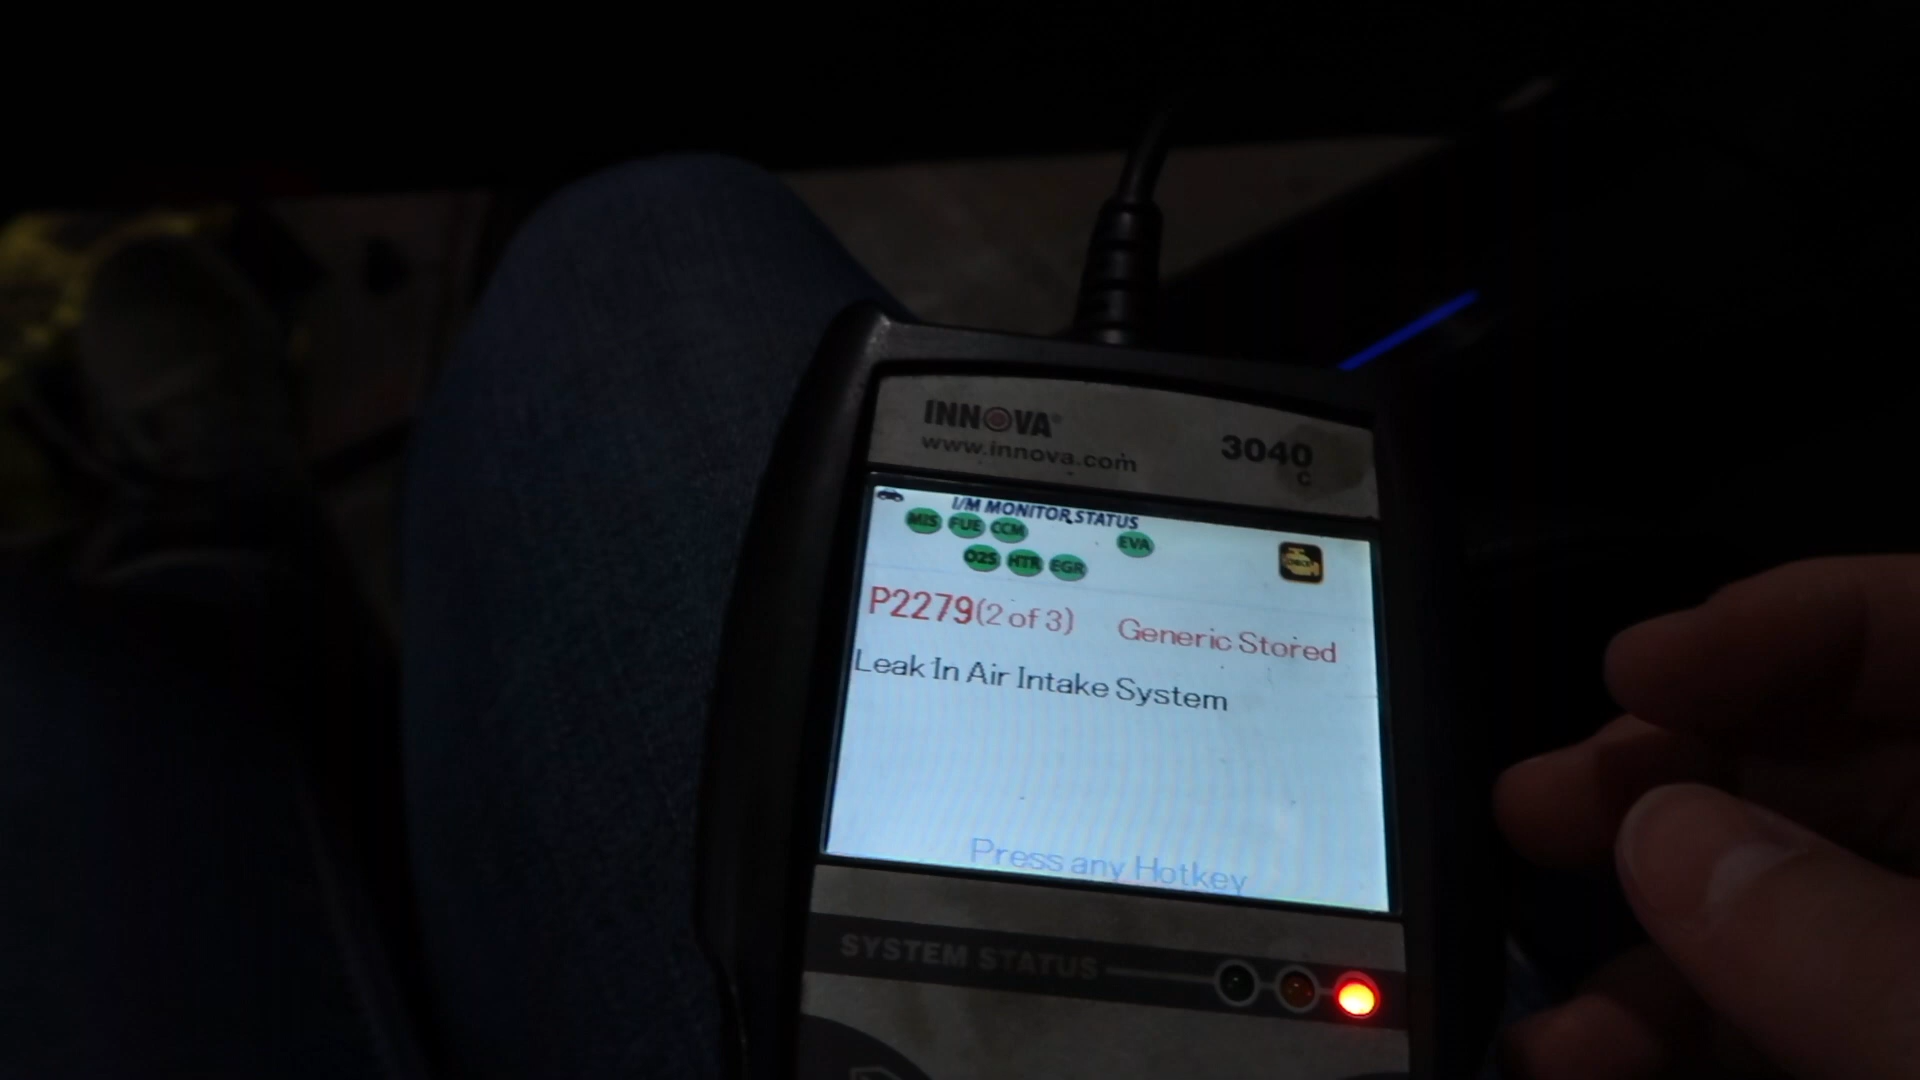 INNOVA®
www.innova.com
3040
C
I/M MONITOR STATUS
MIS FUE CCM EVA
O2S HTR EGR
CHECK
P2279(2 of 3) Generic Stored
Leak In Air Intake System
Press any Hotkey
SYSTEM STATUS